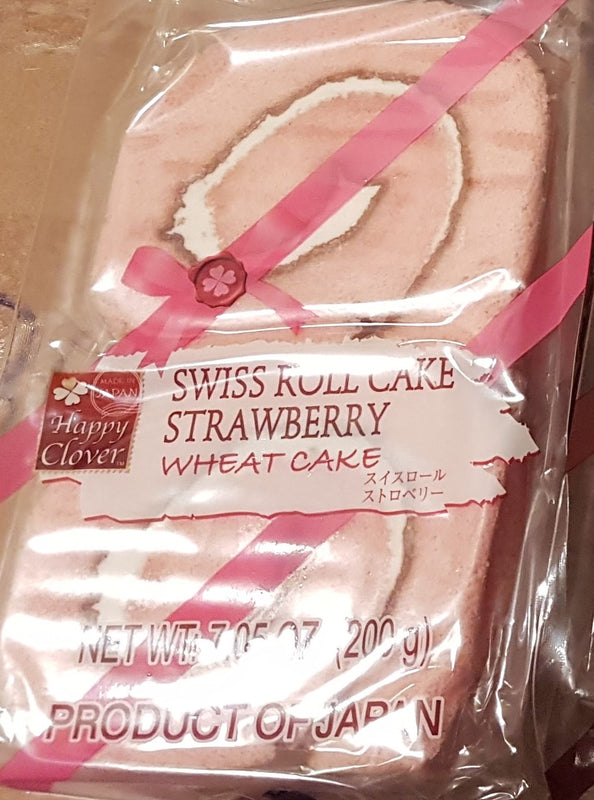 MADE IN
JAPAN
Happy
Clover™
SWISS ROLL CAKE
STRAWBERRY
WHEAT CAKE
スイスロール
ストロベリー
NET WT. 7.05 OZ (200 g)
PRODUCT OF JAPAN